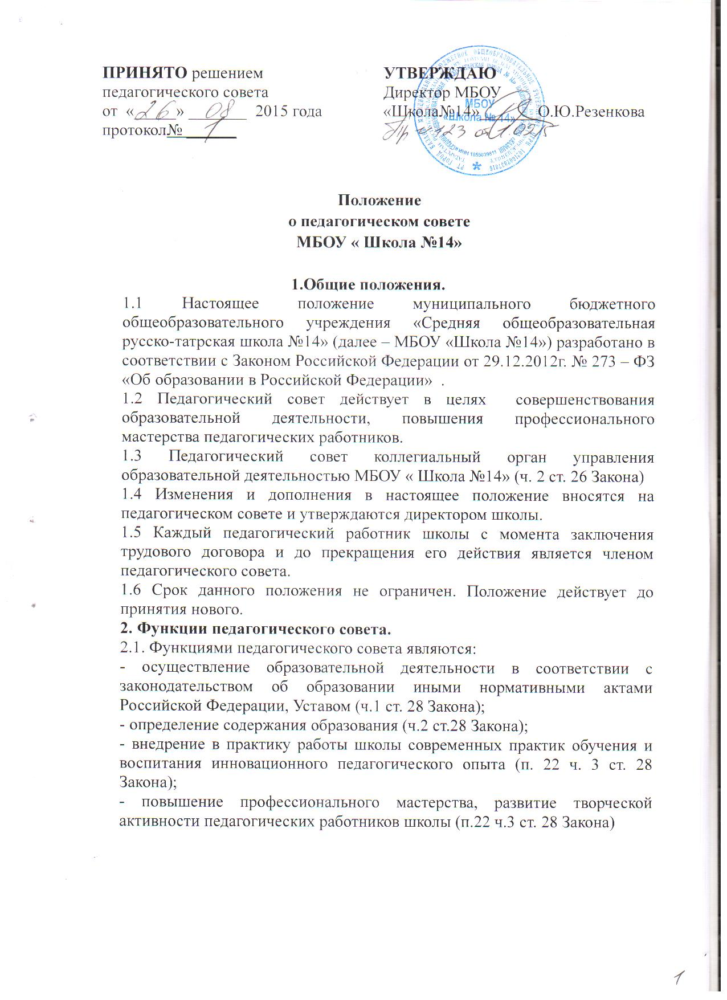 ПРИНЯТО решением
педагогического совета
от «26» 08 2015 года
протокол№ 1
УТВЕРЖДАЮ
Директор МБОУ
«Школа№14» О.Ю.Резенкова
МБОУ
«Школа № 14»
Положение
о педагогическом совете
МБОУ « Школа №14»
1.Общие положения.
1.1 Настоящее положение муниципального бюджетного
общеобразовательного учреждения «Средняя общеобразовательная
русско-татрская школа №14» (далее – МБОУ «Школа №14») разработано в
соответствии с Законом Российской Федерации от 29.12.2012г. № 273 – ФЗ
«Об образовании в Российской Федерации» .
1.2 Педагогический совет действует в целях совершенствования
образовательной деятельности, повышения профессионального
мастерства педагогических работников.
1.3 Педагогический совет коллегиальный орган управления
образовательной деятельностью МБОУ « Школа №14» (ч. 2 ст. 26 Закона)
1.4 Изменения и дополнения в настоящее положение вносятся на
педагогическом совете и утверждаются директором школы.
1.5 Каждый педагогический работник школы с момента заключения
трудового договора и до прекращения его действия является членом
педагогического совета.
1.6 Срок данного положения не ограничен. Положение действует до
принятия нового.
2. Функции педагогического совета.
2.1. Функциями педагогического совета являются:
- осуществление образовательной деятельности в соответствии с
законодательством об образовании иными нормативными актами
Российской Федерации, Уставом (ч.1 ст. 28 Закона);
- определение содержания образования (ч.2 ст.28 Закона);
- внедрение в практику работы школы современных практик обучения и
воспитания инновационного педагогического опыта (п. 22 ч. 3 ст. 28
Закона);
- повышение профессионального мастерства, развитие творческой
активности педагогических работников школы (п.22 ч.3 ст. 28 Закона)
1